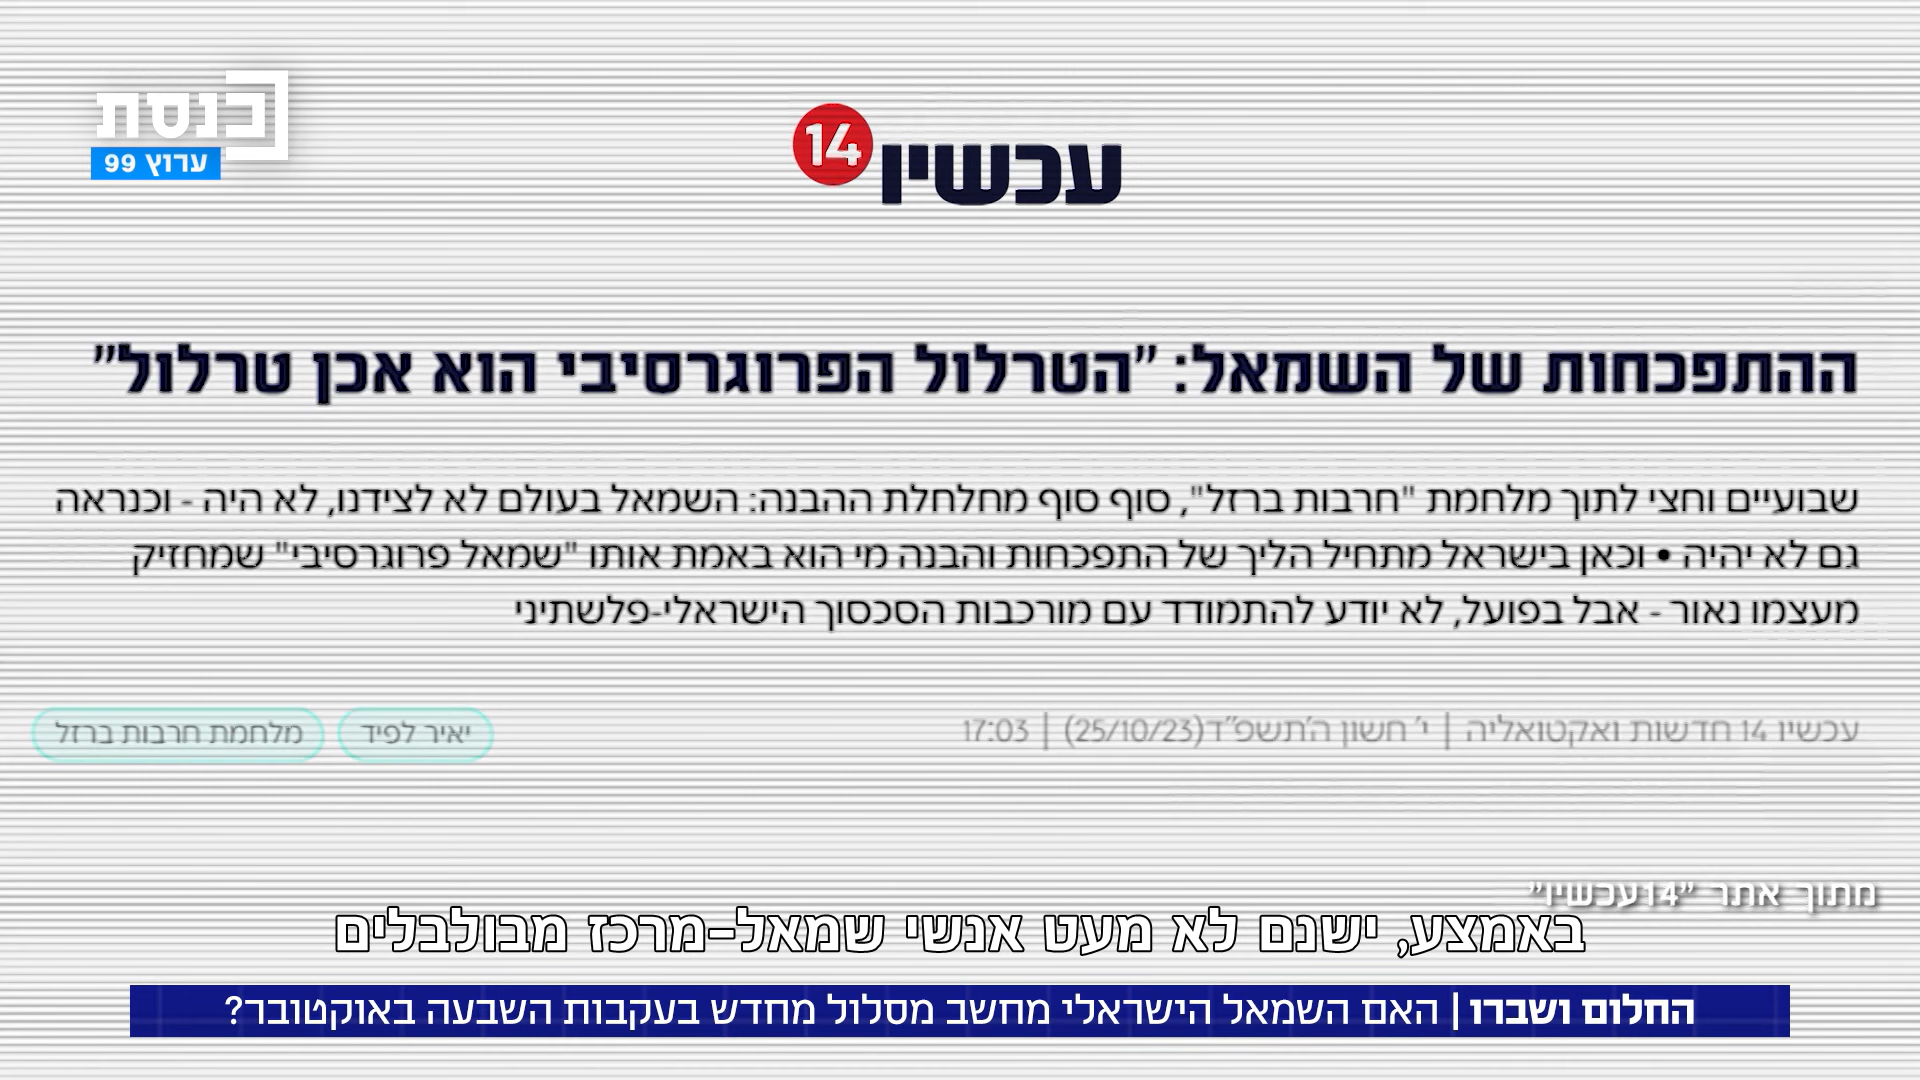 כנסת
ערוץ 99
עכשיו 14
ההתפכחות של השמאל: "הטרלול הפרוגרסיבי הוא אכן טרלול"
שבועיים וחצי לתוך מלחמת "חרבות ברזל", סוף סוף מחלחלת ההבנה: השמאל בעולם לא לצידנו, לא היה - וכנראה
גם לא יהיה • וכאן בישראל מתחיל הליך של התפכחות והבנה מי הוא באמת אותו "שמאל פרוגרסיבי" שמחזיק
מעצמו נאור - אבל בפועל, לא יודע להתמודד עם מורכבות הסכסוך הישראלי-פלשתיני
עכשיו 14 חדשות ואקטואליה | י' חשון ה'תשפ"ד (25/10/23) | 17:03
יאיר לפיד
מלחמת חרבות ברזל
מתוך אתר "14עכשיו"
באמצע, ישנם לא מעט אנשי שמאל-מרכז מבולבלים
החלום ושברו | האם השמאל הישראלי מחשב מסלול מחדש בעקבות השבעה באוקטובר?